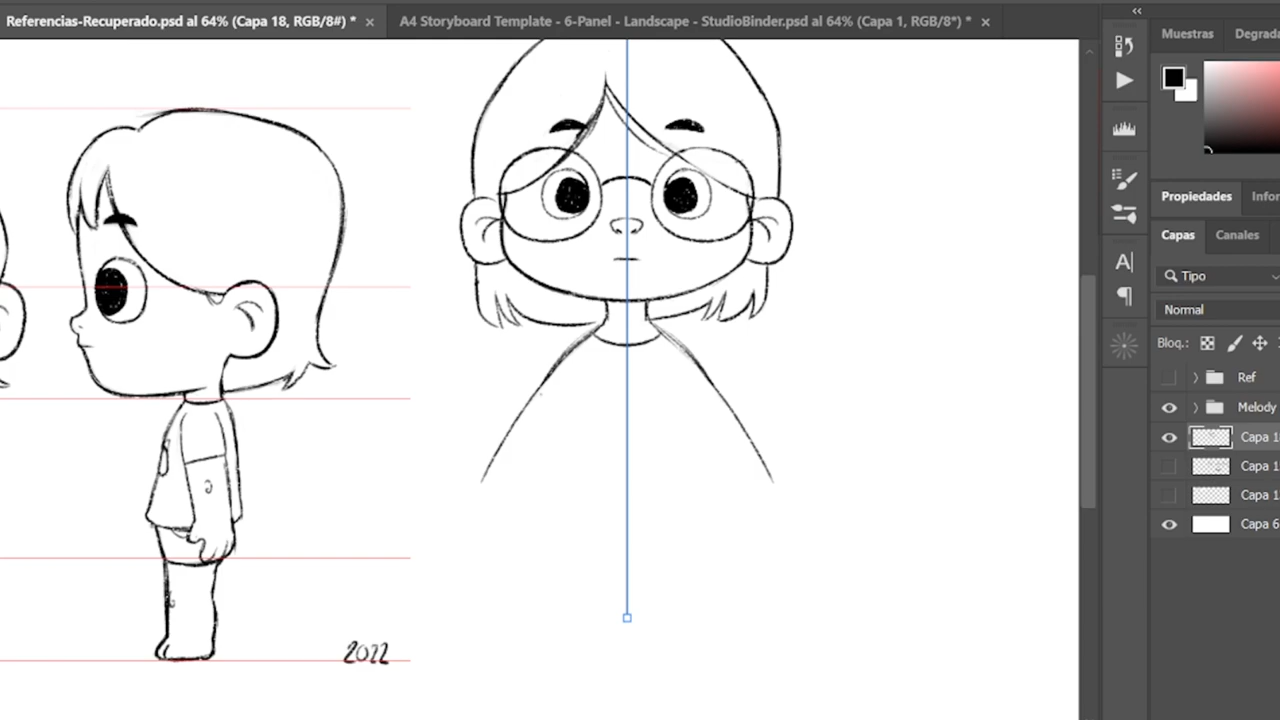 Referencias-Recuperado.psd al 64% (Capa 18, RGB/8#) *
A4 Storyboard Template - 6-Panel - Landscape - StudioBinder.psd al 64% (Capa 1, RGB/8*) *
Muestras
Degrada
Propiedades
Infor
Capas
Canales
Tipo
Normal
Bloq.:
Ref
Melody
Capa 1
Capa 1
Capa 1
Capa 6
2022